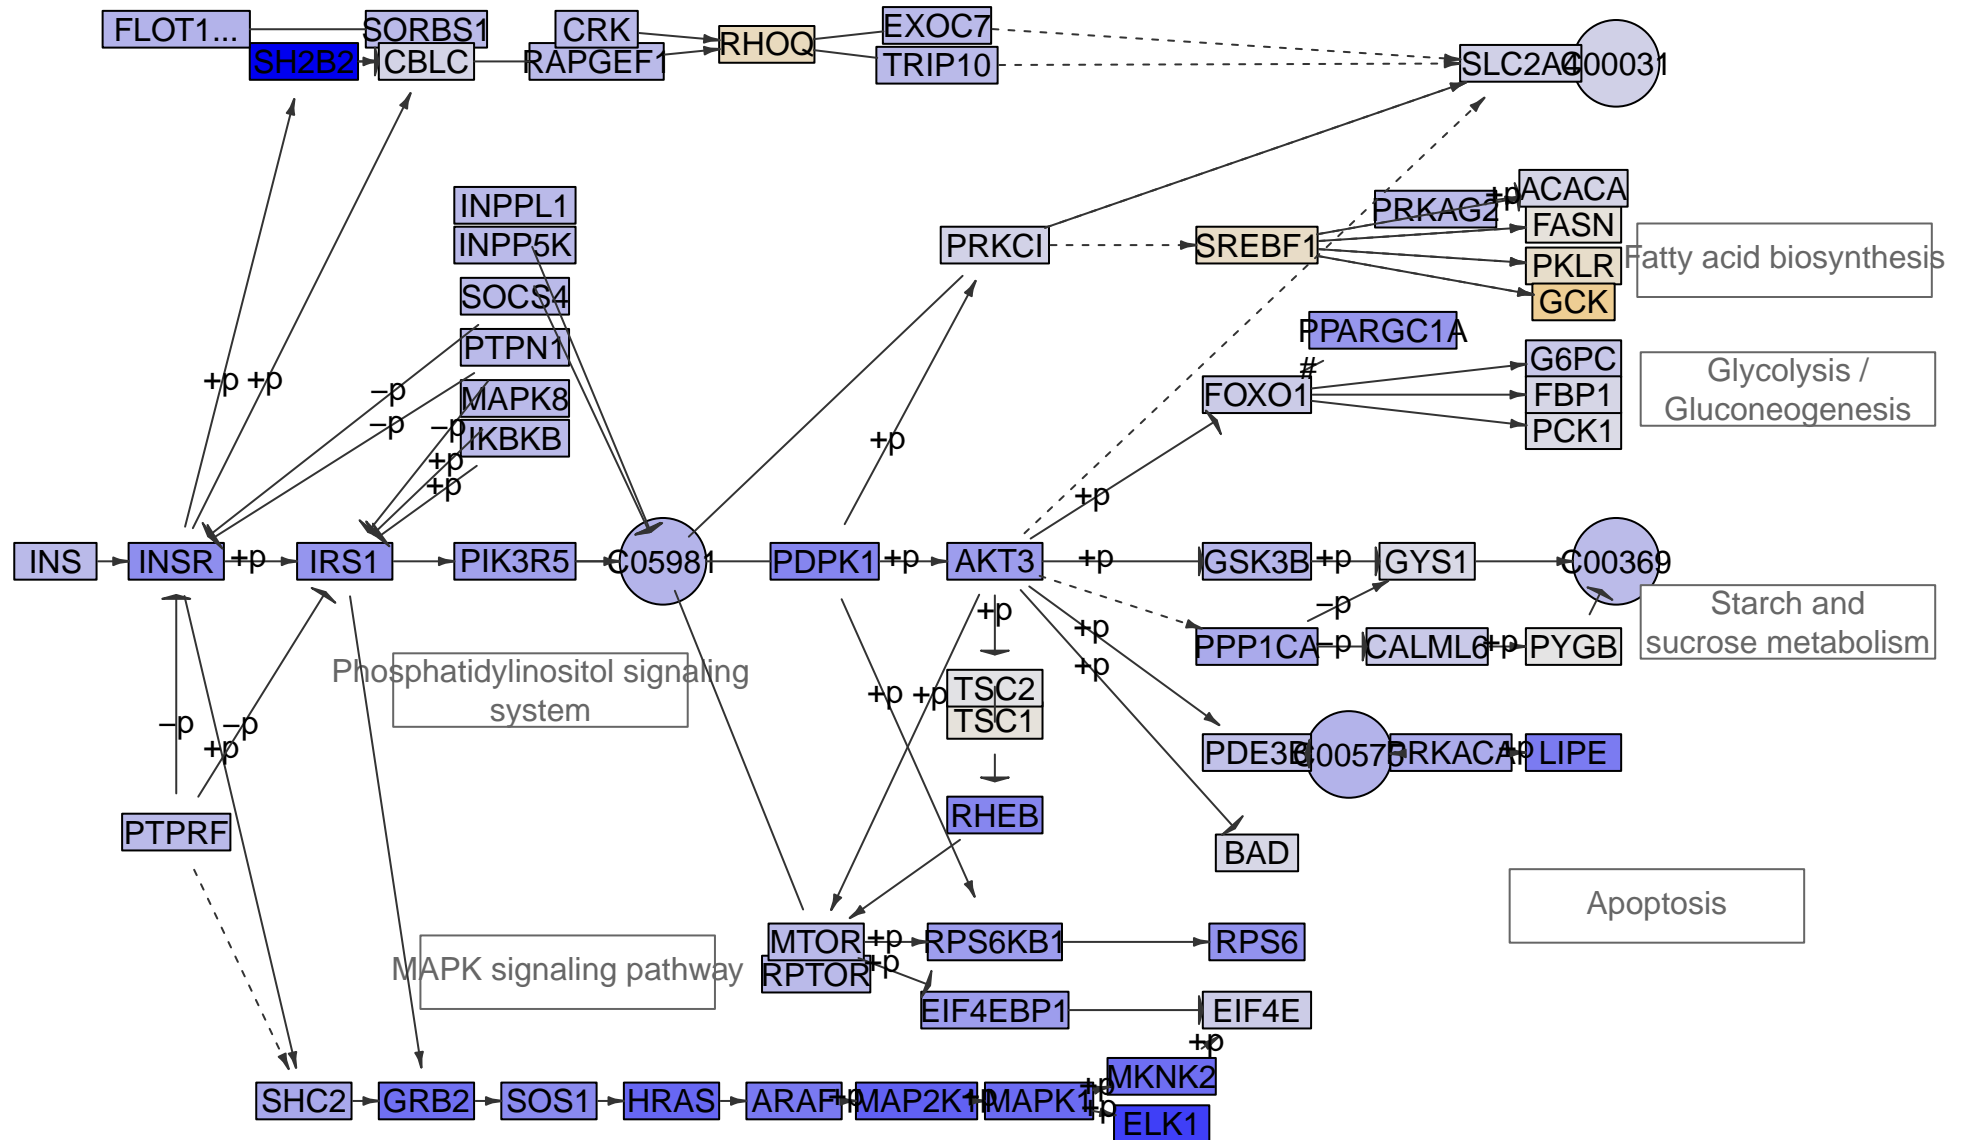 FLOT1...
SORBS1
CRK
EXOC7
SH2B2
CBLC
RAPGEF1
RHOQ
TRIP10
SLC2A4
C00031
INPPL1
INPP5K
SOCS4
PTPN1
MAPK8
IKBKB
PRKCI
SREBF1
PRKAG2
+p
ACACA
FASN
PKLR
GCK
Fatty acid biosynthesis
PPARGC1A
#
FOXO1
G6PC
FBP1
PCK1
Glycolysis /
Gluconeogenesis
+p
+p
−p
−p
−p
+p
+p
+p
+p
INS
INSR
+p
IRS1
PIK3R5
C05981
PDPK1
+p
AKT3
+p
GSK3B
+p
GYS1
C00369
+p
+p
+p
−p
PPP1CA
−p
CALML6
+p
PYGB
Starch and
sucrose metabolism
Phosphatidylinositol signaling
system
−p
+p
−p
+p
+p
TSC2
TSC1
PDE3B
C00575
PRKACA
+p
LIPE
PTPRF
RHEB
BAD
Apoptosis
MAPK signaling pathway
MTOR
RPTOR
+p
+p
RPS6KB1
RPS6
EIF4EBP1
EIF4E
+p
SHC2
GRB2
SOS1
HRAS
ARAF
+p
MAP2K1
+p
MAPK1
+p
+p
MKNK2
ELK1